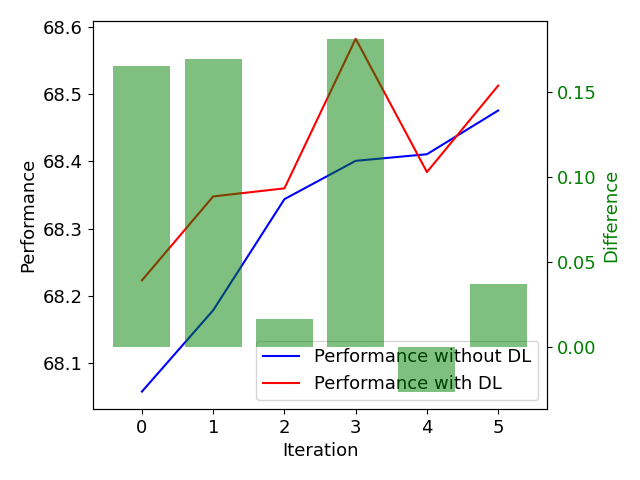 68.6
68.5
68.4
68.3
68.2
68.1
Performance
0.15
0.10
0.05
0.00
Difference
Performance without DL
Performance with DL
0 1 2 3 4 5
Iteration